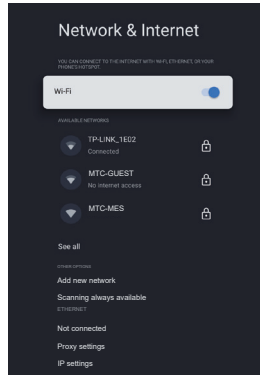 Network & Internet
YOU CAN CONNECT TO THE INTERNET WITH WI-FI, ETHERNET, OR YOUR
PHONE'S HOTSPOT.
Wi-Fi
AVAILABLE NETWORKS
TP-LINK_1E02
Connected
MTC-GUEST
No internet access
MTC-MES
See all
OTHER OPTIONS
Add new network
Scanning always available
ETHERNET
Not connected
Proxy settings
IP settings